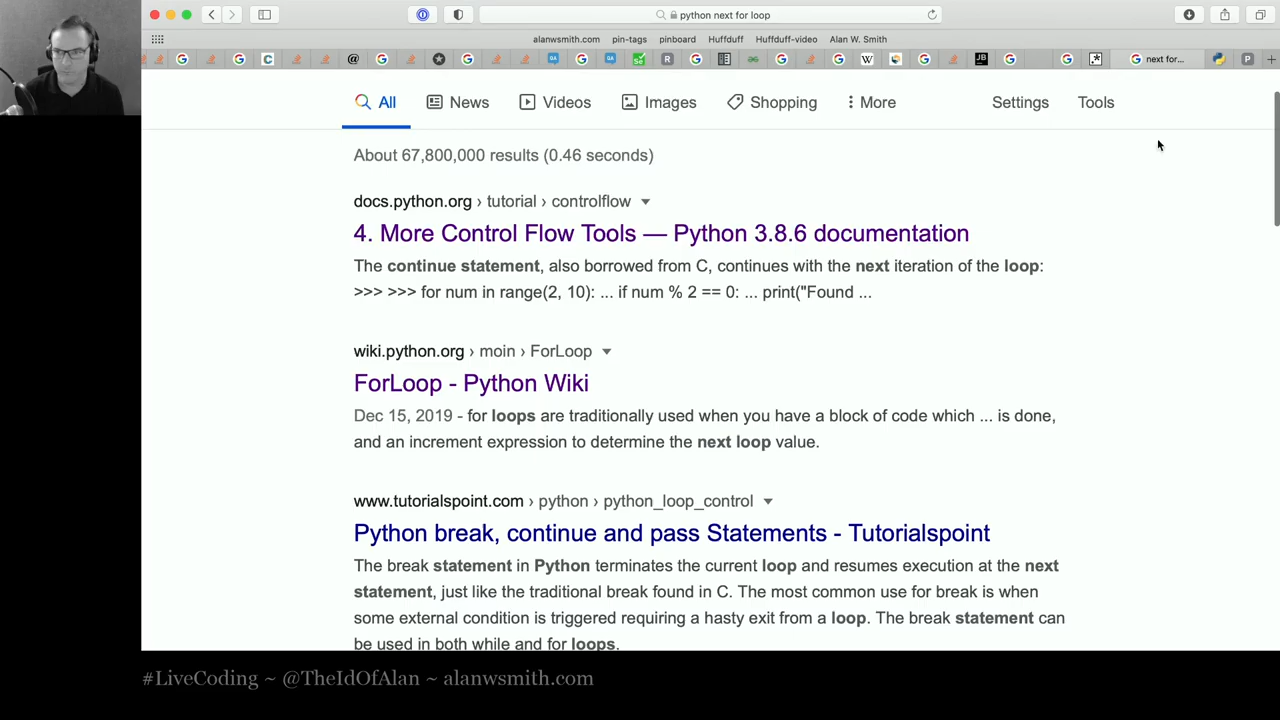 python next for loop
alanwsmith.com pin-tags pinboard Huffduff Huffduff-video Alan W. Smith
next for...
All News Videos Images Shopping More Settings Tools
About 67,800,000 results (0.46 seconds)
docs.python.org › tutorial › controlflow
4. More Control Flow Tools — Python 3.8.6 documentation
The continue statement, also borrowed from C, continues with the next iteration of the loop:
>>> >>> for num in range(2, 10): ... if num % 2 == 0: ... print("Found ...
wiki.python.org › moin › ForLoop
ForLoop - Python Wiki
Dec 15, 2019 - for loops are traditionally used when you have a block of code which ... is done,
and an increment expression to determine the next loop value.
www.tutorialspoint.com › python › python_loop_control
Python break, continue and pass Statements - Tutorialspoint
The break statement in Python terminates the current loop and resumes execution at the next
statement, just like the traditional break found in C. The most common use for break is when
some external condition is triggered requiring a hasty exit from a loop. The break statement can
be used in both while and for loops.
#LiveCoding ~ @TheIdOfAlan ~ alanwsmith.com